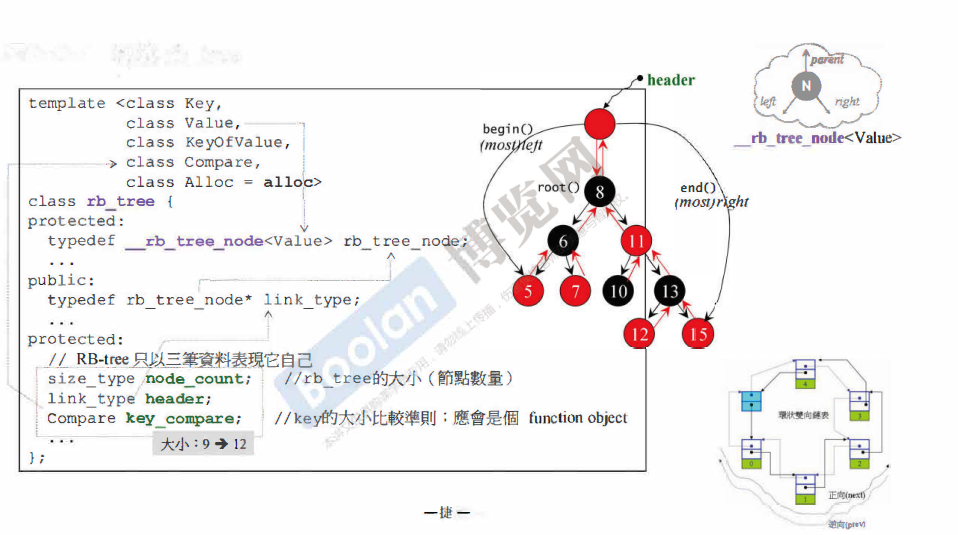 template <class Key,
class Value,
class KeyOfValue,
class Compare,
class Alloc = alloc>
class rb_tree {
protected:
typedef __rb_tree_node<Value> rb_tree_node;
...
public:
typedef rb_tree_node* link_type;
...
protected:
// RB-tree 只以三筆資料表現它自己
size_type node_count; //rb_tree的大小（節點數量）
link_type header;
Compare key_compare; //key的大小比較準則；應會是個 function object
...
大小：9 ➔ 12
};
header
begin()
(most)left
root()
end()
(most)right
8
6
11
5
7
10
13
12
15
parent
N
left
right
__rb_tree_node<Value>
4
3
環狀雙向鏈表
0
2
1
正向(next)
逆向(prev)
—捷—
Boolan
博览网